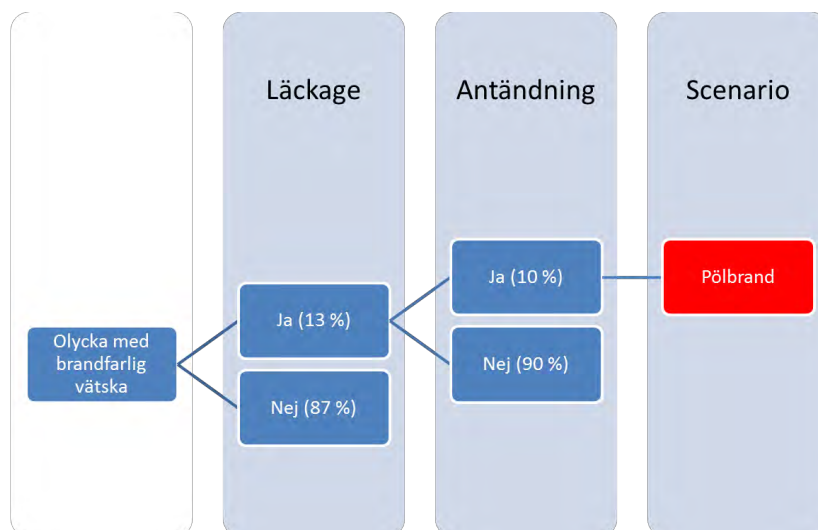 Läckage
Antändning
Scenario
Olycka med
brandfarlig
vätska
Ja (13 %)
Nej (87 %)
Ja (10 %)
Nej (90 %)
Pölbrand